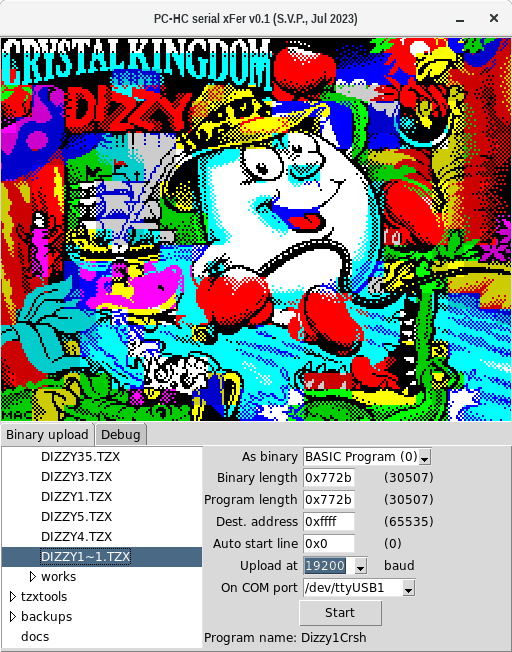 PC-HC serial xFer v0.1 (S.V.P., Jul 2023)
CRYSTAL KINGDOM
DIZZY
MAC
Binary upload Debug
DIZZY35.TZX
DIZZY3.TZX
DIZZY1.TZX
DIZZY5.TZX
DIZZY4.TZX
DIZZY1~1.TZX
works
tzxtools
backups
docs
As binary BASIC Program (0)
Binary length 0x772b (30507)
Program length 0x772b (30507)
Dest. address 0xffff (65535)
Auto start line 0x0 (0)
Upload at 19200 baud
On COM port /dev/ttyUSB1
Start
Program name: Dizzy1Crsh